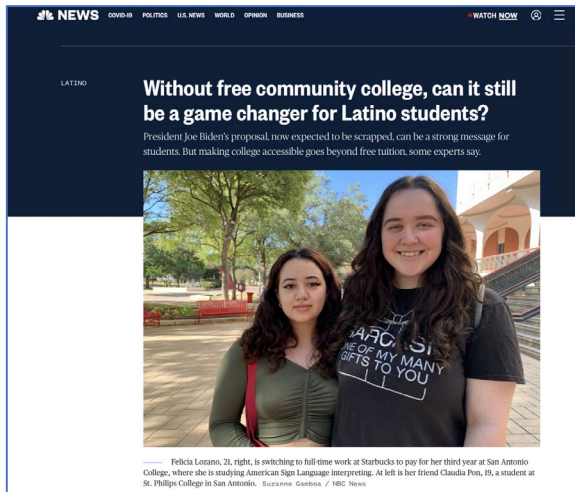 NEWS COVID-19 POLITICS U.S. NEWS WORLD OPINION BUSINESS WATCH NOW
LATINO
Without free community college, can it still
be a game changer for Latino students?
President Joe Biden's proposal, now expected to be scrapped, can be a strong message for
students. But making college accessible goes beyond free tuition, some experts say.
SARCASM
ONE OF MY MANY
GIFTS TO YOU
Felicia Lozano, 21, right, is switching to full-time work at Starbucks to pay for her third year at San Antonio
College, where she is studying American Sign Language interpreting. At left is her friend Claudia Pon, 19, a student at
St. Philips College in San Antonio. Suzanne Gamboa / NBC News